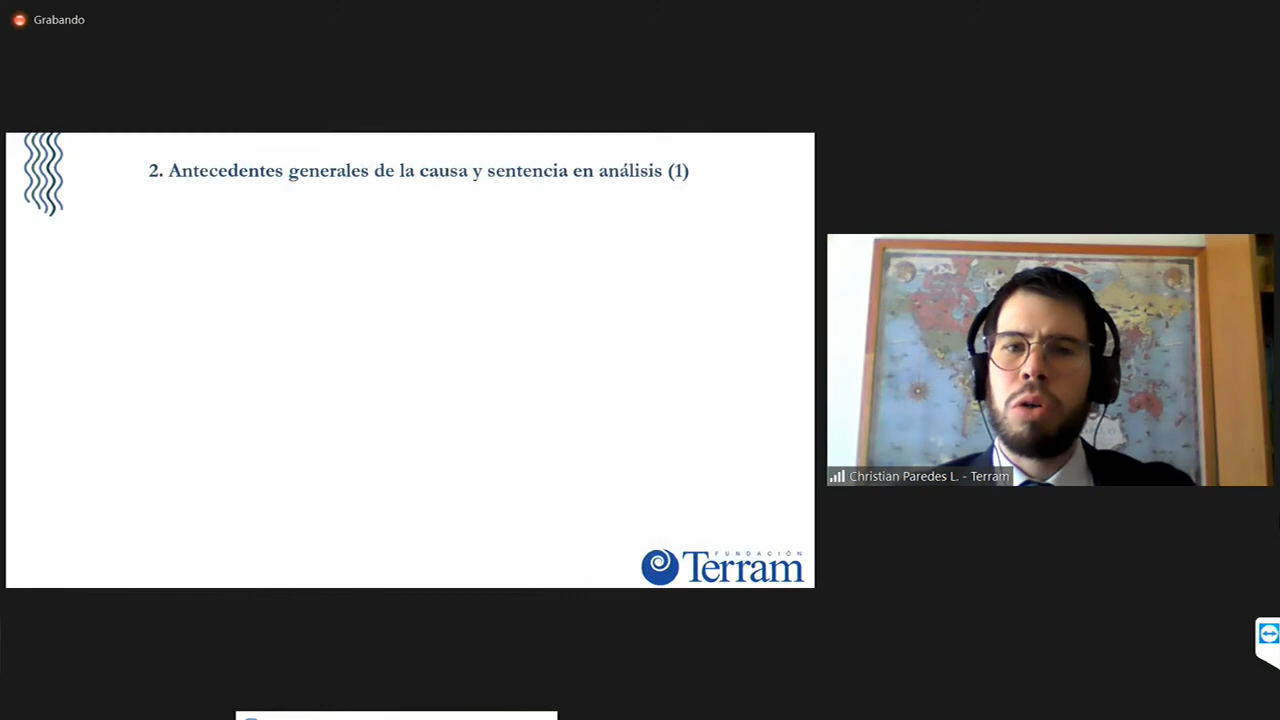 Grabando
2. Antecedentes generales de la causa y sentencia en análisis (1)
Christian Paredes L. - Terram
FUNDACIÓN
Terram